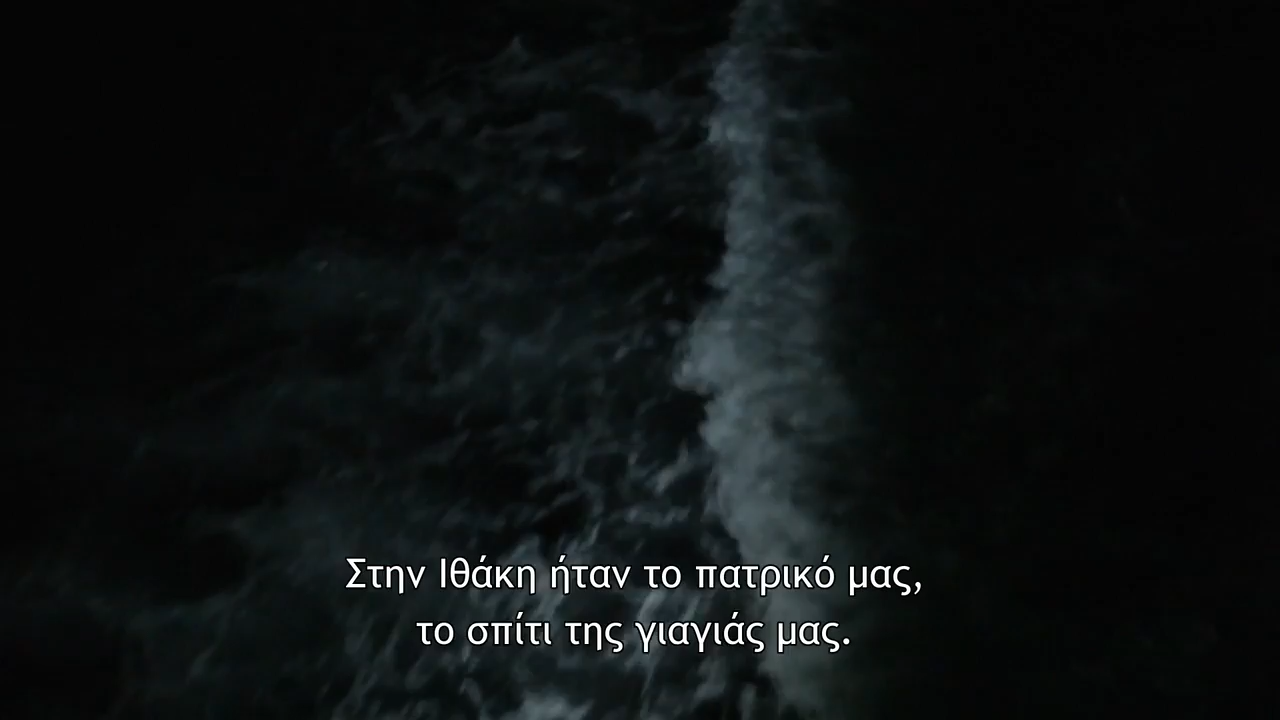 Στην Ιθάκη ήταν το πατρικό μας,
το σπίτι της γιαγιάς μας.